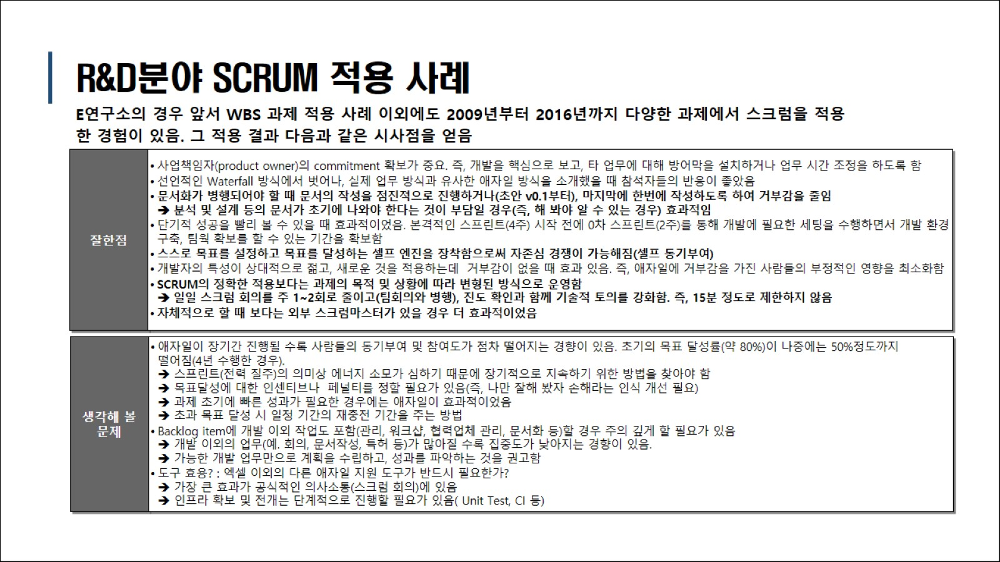 R&D분야 SCRUM 적용 사례
E연구소의 경우 앞서 WBS 과제 적용 사례 이외에도 2009년부터 2016년까지 다양한 과제에서 스크럼을 적용
한 경험이 있음. 그 적용 결과 다음과 같은 시사점을 얻음
잘한점
• 사업책임자(product owner)의 commitment 확보가 중요. 즉, 개발을 핵심으로 보고, 타 업무에 대해 방어막을 설치하거나 업무 시간 조정을 하도록 함
• 선언적인 Waterfall 방식에서 벗어나, 실제 업무 방식과 유사한 애자일 방식을 소개했을 때 참석자들의 반응이 좋았음
• 문서화가 병행되어야 할 때 문서의 작성을 점진적으로 진행하거나(초안 v0.1부터), 마지막에 한번에 작성하도록 하여 거부감을 줄임
➔ 분석 및 설계 등의 문서가 초기에 나와야 한다는 것이 부담일 경우(즉, 해 봐야 알 수 있는 경우) 효과적임
• 단기적 성공을 빨리 볼 수 있을 때 효과적이었음. 본격적인 스프린트(4주) 시작 전에 0차 스프린트(2주)를 통해 개발에 필요한 세팅을 수행하면서 개발 환경
구축, 팀웍 확보를 할 수 있는 기간을 확보함
• 스스로 목표를 설정하고 목표를 달성하는 셀프 엔진을 장착함으로써 자존심 경쟁이 가능해짐(셀프 동기부여)
• 개발자의 특성이 상대적으로 젊고, 새로운 것을 적용하는데 거부감이 없을 때 효과 있음. 즉, 애자일에 거부감을 가진 사람들의 부정적인 영향을 최소화함
• SCRUM의 정확한 적용보다는 과제의 목적 및 상황에 따라 변형된 방식으로 운영함
➔ 일일 스크럼 회의를 주 1~2회로 줄이고(팀회의와 병행), 진도 확인과 함께 기술적 토의를 강화함. 즉, 15분 정도로 제한하지 않음
• 자체적으로 할 때 보다는 외부 스크럼마스터가 있을 경우 더 효과적이었음
생각해 볼
문제
• 애자일이 장기간 진행될 수록 사람들의 동기부여 및 참여도가 점차 떨어지는 경향이 있음. 초기의 목표 달성률(약 80%)이 나중에는 50%정도까지
떨어짐(4년 수행한 경우).
➔ 스프린트(전력 질주)의 의미상 에너지 소모가 심하기 때문에 장기적으로 지속하기 위한 방법을 찾아야 함
➔ 목표달성에 대한 인센티브나 페널티를 정할 필요가 있음(즉, 나만 잘해 봤자 손해라는 인식 개선 필요)
➔ 과제 초기에 빠른 성과가 필요한 경우에는 애자일이 효과적이었음
➔ 초과 목표 달성 시 일정 기간의 재충전 기간을 주는 방법
• Backlog item에 개발 이외 작업도 포함(관리, 워크샵, 협력업체 관리, 문서화 등)할 경우 주의 깊게 할 필요가 있음
➔ 개발 이외의 업무(예. 회의, 문서작성, 특허 등)가 많아질 수록 집중도가 낮아지는 경향이 있음.
➔ 가능한 개발 업무만으로 계획을 수립하고, 성과를 파악하는 것을 권고함
• 도구 효용? : 엑셀 이외의 다른 애자일 지원 도구가 반드시 필요한가?
➔ 가장 큰 효과가 공식적인 의사소통(스크럼 회의)에 있음
➔ 인프라 확보 및 전개는 단계적으로 진행할 필요가 있음( Unit Test, CI 등)